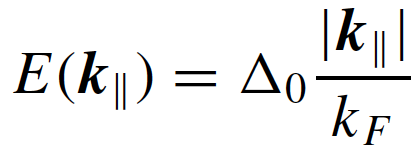 E(𝒌∥) = Δ₀ |𝒌∥| / k_F